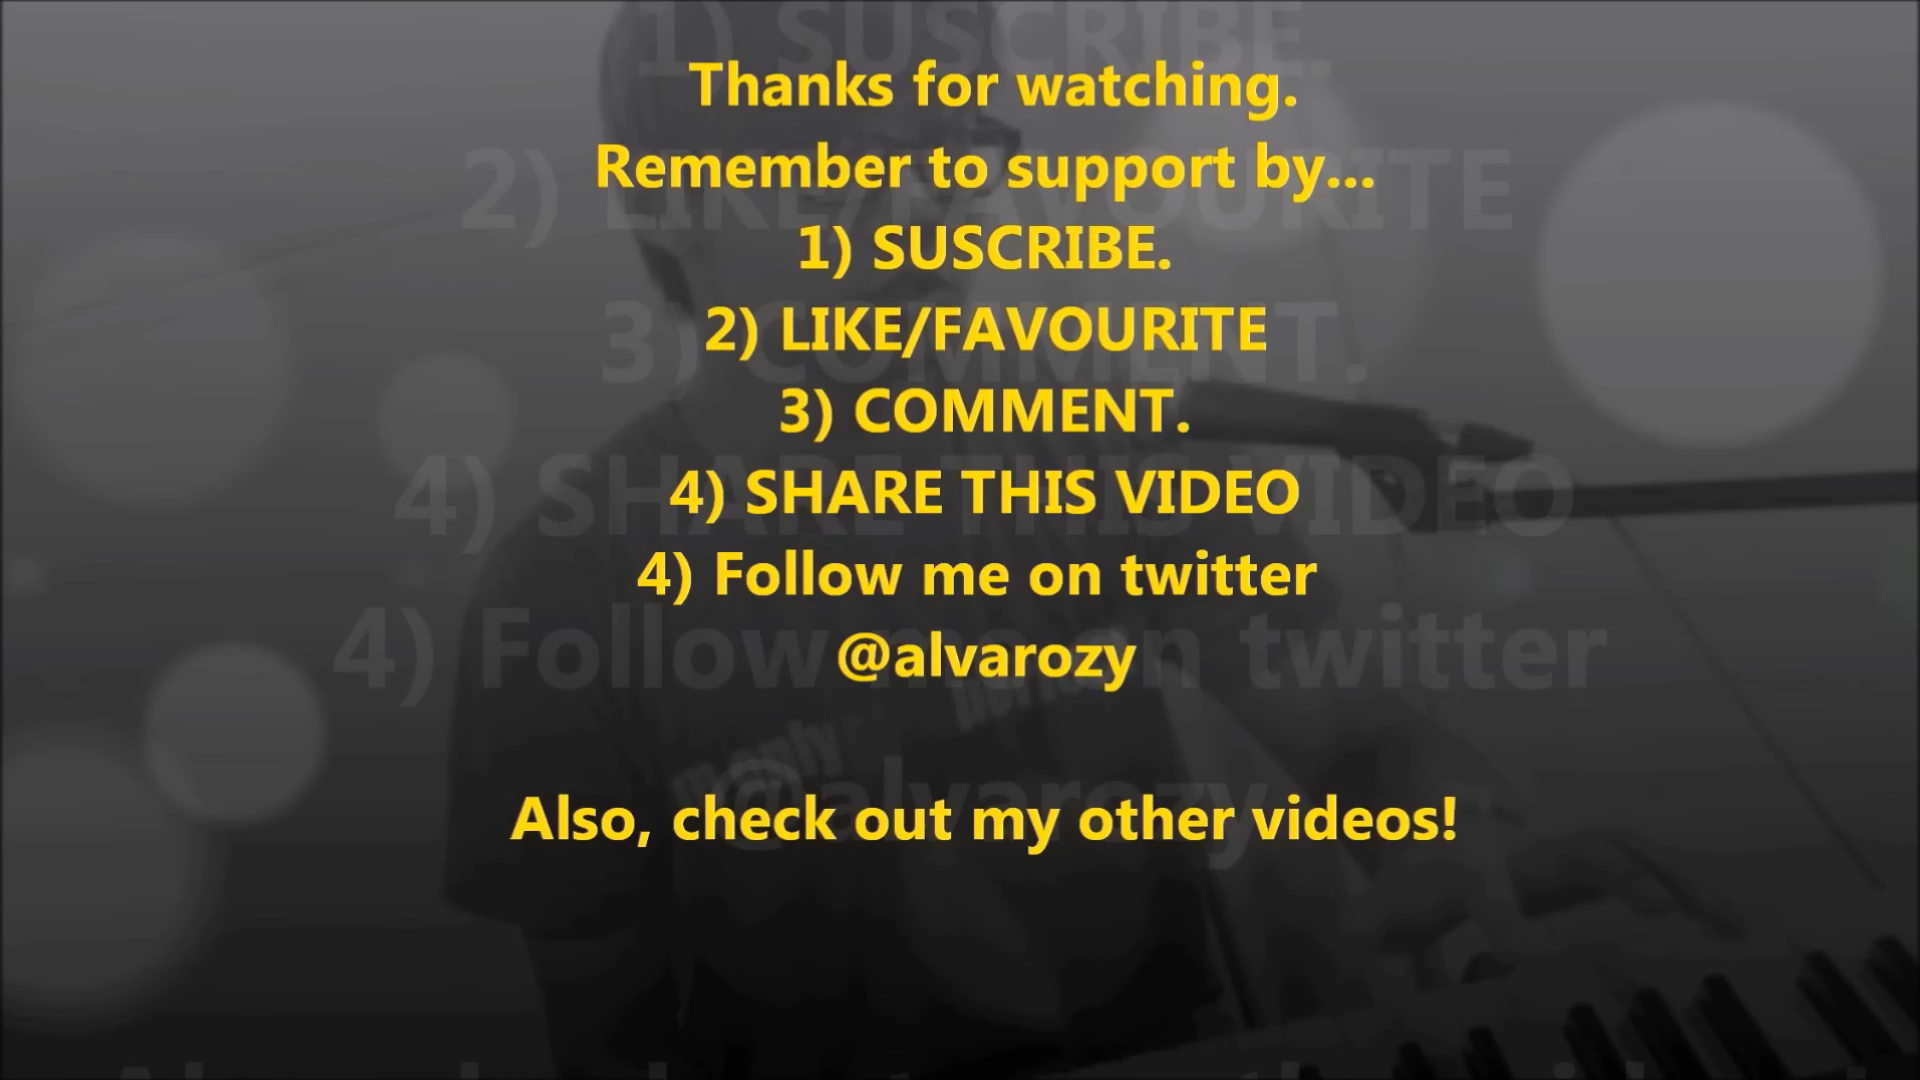 Thanks for watching.
Remember to support by...
1) SUSCRIBE.
2) LIKE/FAVOURITE
3) COMMENT.
4) SHARE THIS VIDEO
4) Follow me on twitter
@alvarozy
Also, check out my other videos!